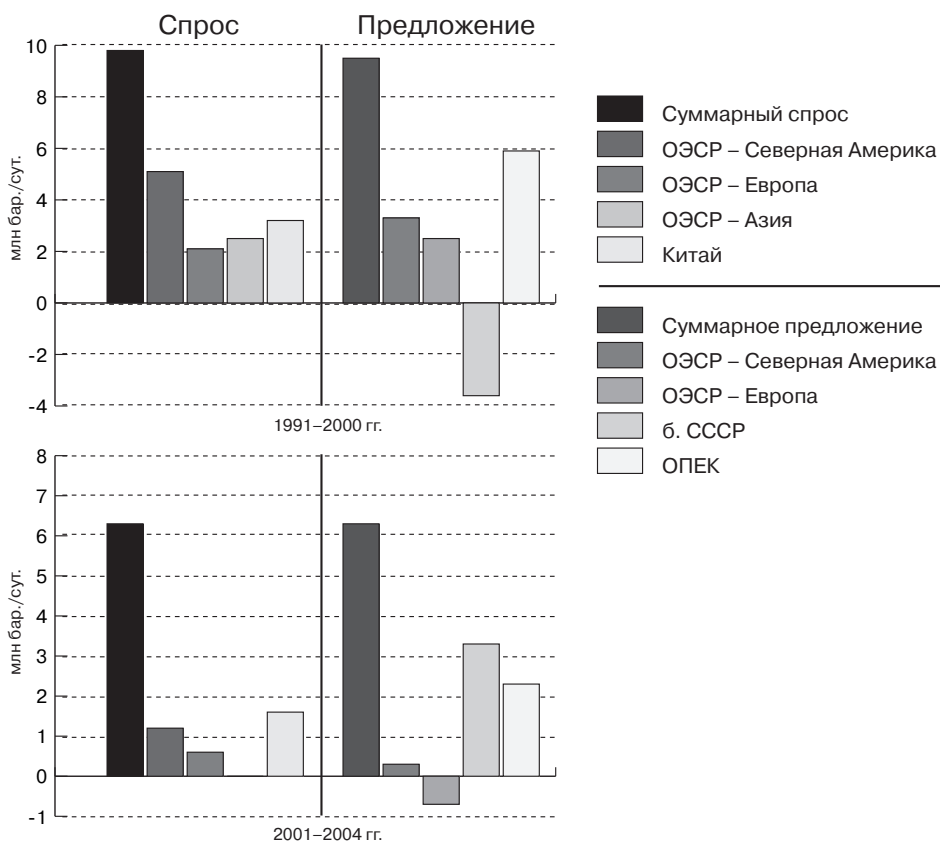 Спрос
Предложение
10
8
6
4
2
0
-2
-4
млн бар./сут.
1991–2000 гг.
8
7
6
5
4
3
2
1
0
-1
млн бар./сут.
2001–2004 гг.
Суммарный спрос
ОЭСР – Северная Америка
ОЭСР – Европа
ОЭСР – Азия
Китай
Суммарное предложение
ОЭСР – Северная Америка
ОЭСР – Европа
б. СССР
ОПЕК